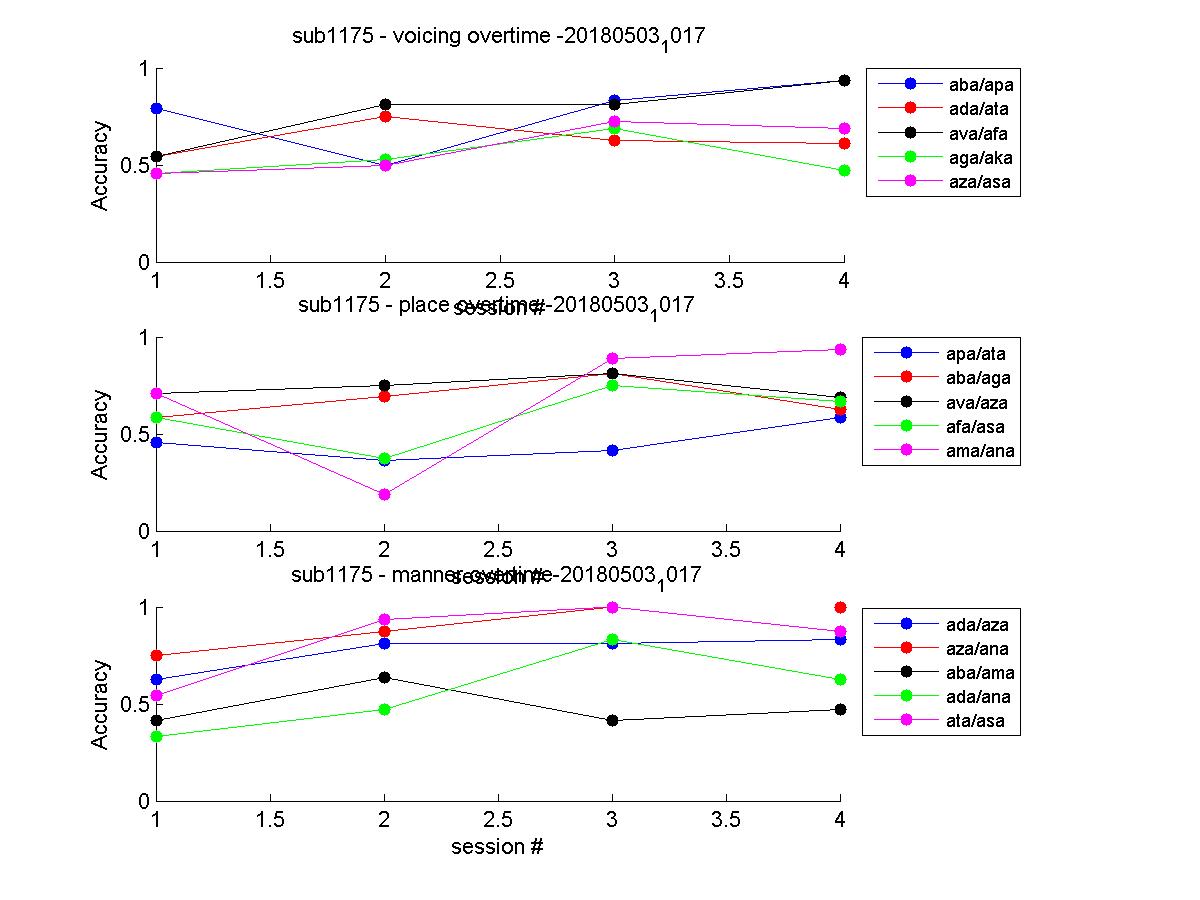 sub1175 - voicing overtime -20180503₁017
1
0.5
0
Accuracy
1 1.5 2 2.5 3 3.5 4
session #
aba/apa
ada/ata
ava/afa
aga/aka
aza/asa
sub1175 - place overtime -20180503₁017
1
0.5
0
Accuracy
1 1.5 2 2.5 3 3.5 4
session #
apa/ata
aba/aga
ava/aza
afa/asa
ama/ana
sub1175 - manner overtime -20180503₁017
1
0.5
0
Accuracy
1 1.5 2 2.5 3 3.5 4
session #
ada/aza
aza/ana
aba/ama
ada/ana
ata/asa